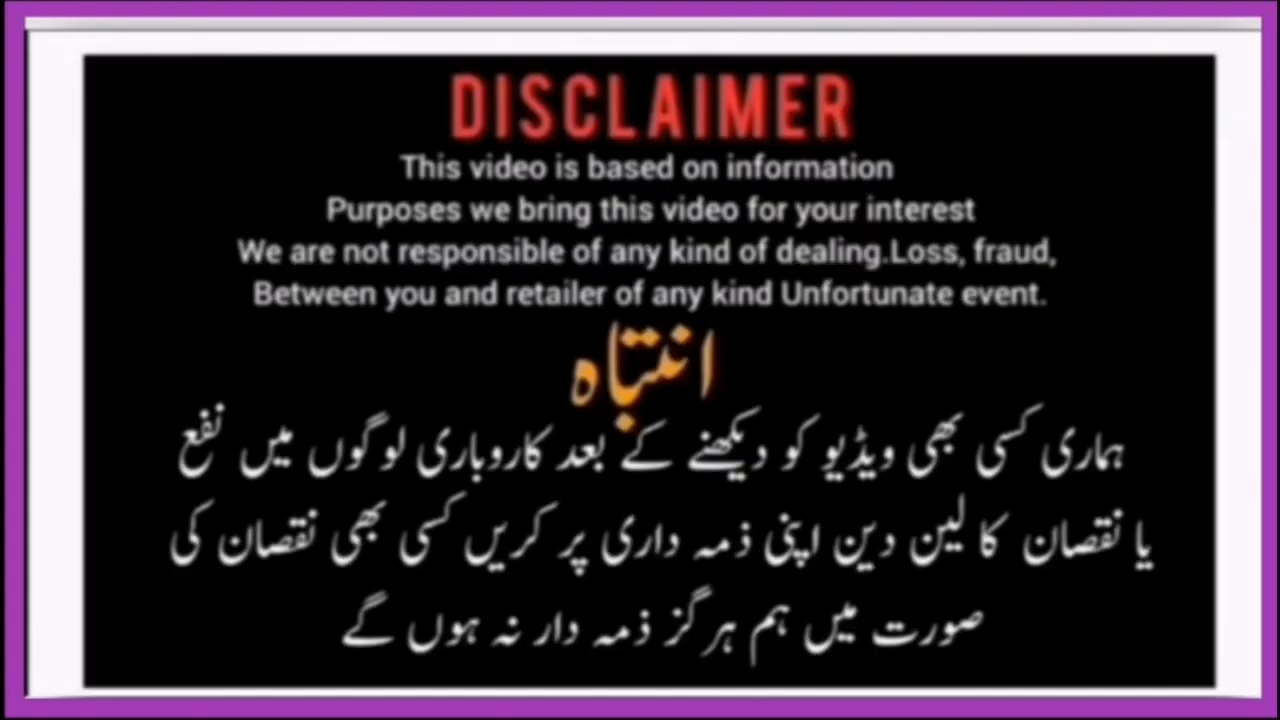 DISCLAIMER
This video is based on information
Purposes we bring this video for your interest
We are not responsible of any kind of dealing.Loss, fraud,
Between you and retailer of any kind Unfortunate event.
انتباہ
ہماری کسی بھی ویڈیو کو دیکھنے کے بعد کاروباری لوگوں میں نفع
یا نقصان کا لین دین اپنی ذمہ داری پر کریں کسی بھی نقصان کی
صورت میں ہم ہرگز ذمہ دار نہ ہوں گے